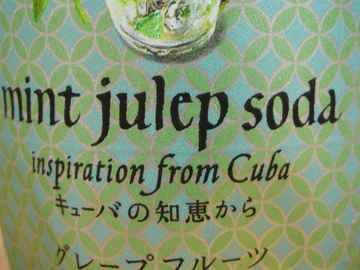 mint julep soda
inspiration from Cuba
キューバの知恵から
グレープフルーツ